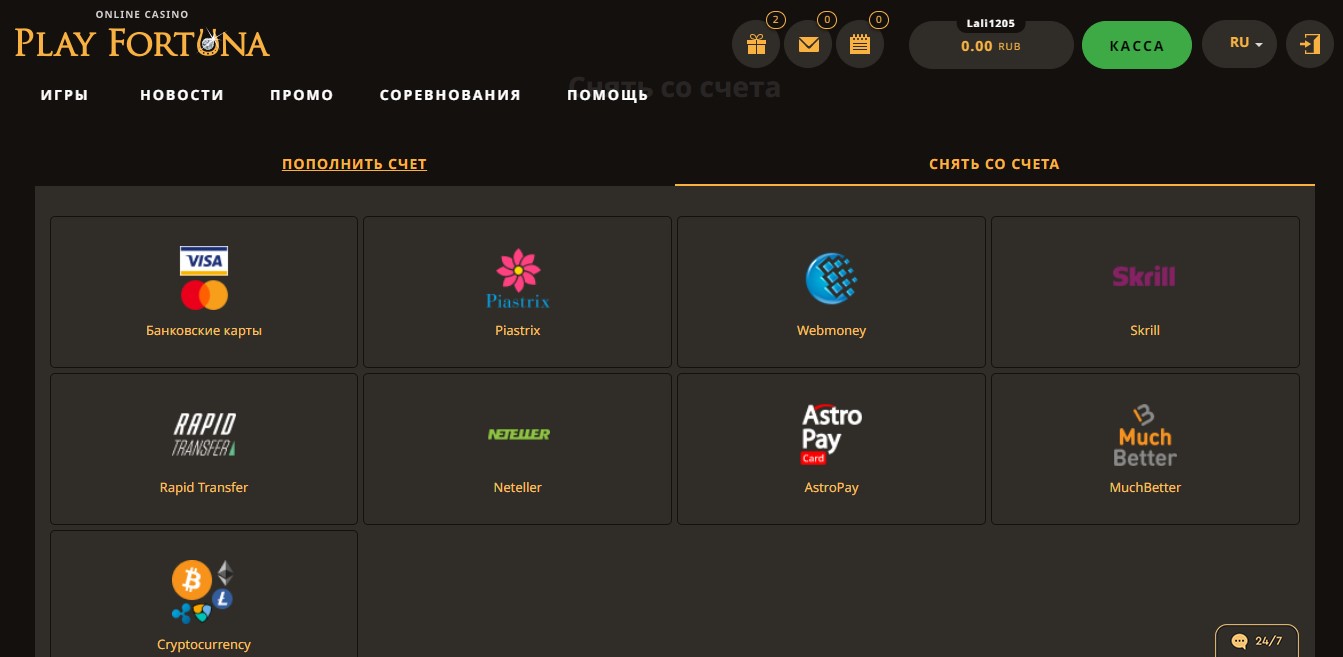 ONLINE CASINO
PLAY FORTUNA
2
0
0
Lali1205
0.00 RUB
КАССА
RU
Снять со счета
ИГРЫ
НОВОСТИ
ПРОМО
СОРЕВНОВАНИЯ
ПОМОЩЬ
ПОПОЛНИТЬ СЧЕТ
СНЯТЬ СО СЧЕТА
VISA
Банковские карты
Piastrix
Piastrix
Webmoney
Skrill
Skrill
RAPID
TRANSFER
Rapid Transfer
NETELLER
Neteller
Astro
Pay
Card
AstroPay
Much
Better
MuchBetter
Cryptocurrency
24/7